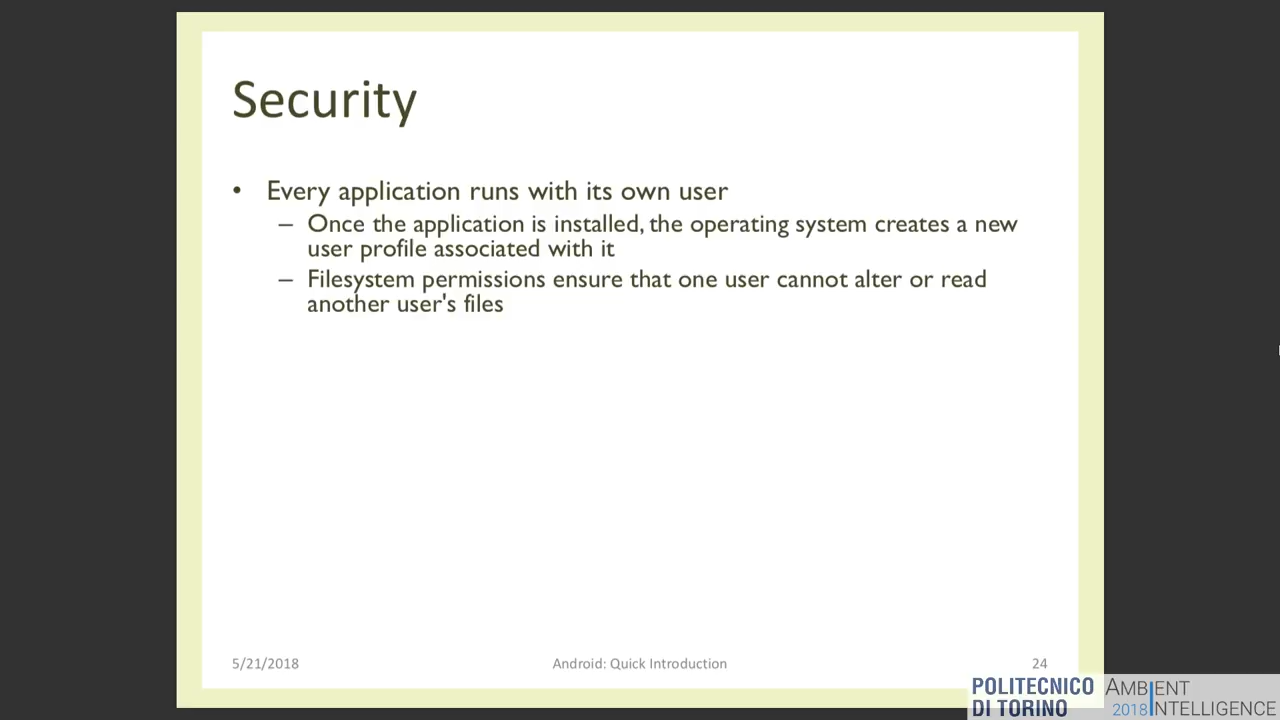 Security
• Every application runs with its own user
– Once the application is installed, the operating system creates a new
user profile associated with it
– Filesystem permissions ensure that one user cannot alter or read
another user's files
5/21/2018
Android: Quick Introduction
24
POLITECNICO
DI TORINO
AMBIENT
2018 INTELLIGENCE